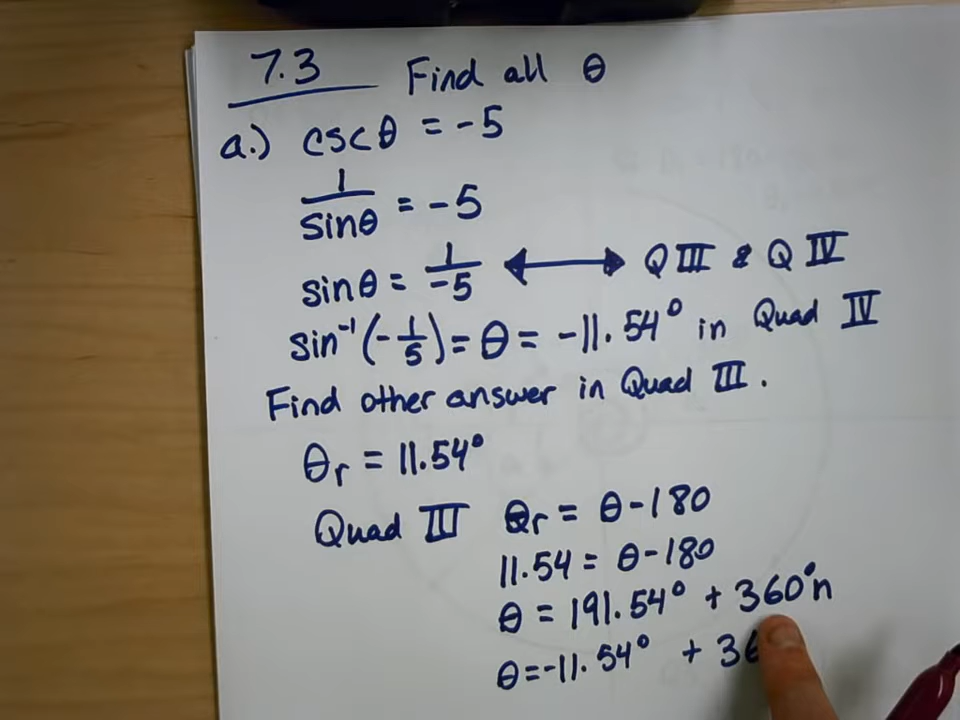 7.3 Find all θ
a.) cscθ = -5
1/sinθ = -5
sinθ = 1/-5 ↔ Q III & Q IV
sin⁻¹(-1/5) = θ = -11.54° in Quad IV
Find other answer in Quad III.
θr = 11.54°
Quad III θr = θ-180
11.54 = θ-180
θ = 191.54° + 360°n
θ=-11.54° + 36